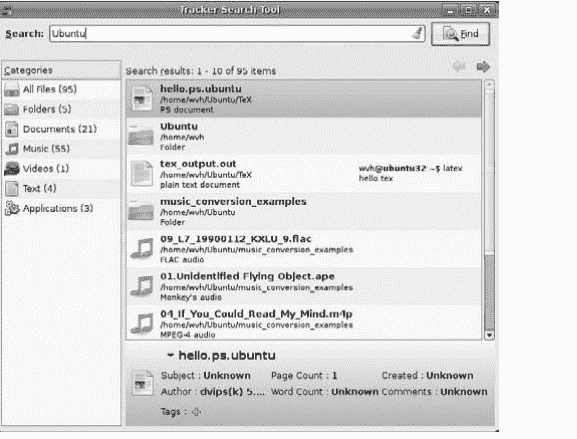 Tracker Search Tool
Search: Ubuntu Find
Categories
All Files (95)
Folders (5)
Documents (21)
Music (55)
Videos (1)
Text (4)
Applications (3)
Search results: 1 - 10 of 95 items
hello.ps.ubuntu
/home/wvh/Ubuntu/TeX
PS document
Ubuntu
/home/wvh
Folder
tex_output.out
/home/wvh/Ubuntu/TeX
plain text document
wvh@ubuntu32:~$ latex
hello tex
music_conversion_examples
/home/wvh/Ubuntu
Folder
09_L7_19900112_KXLU_9.flac
/home/wvh/Ubuntu/music_conversion_examples
FLAC audio
01.Unidentified Flying Object.ape
/home/wvh/Ubuntu/music_conversion_examples
Monkey's audio
04_If_You_Could_Read_My_Mind.m4p
/home/wvh/Ubuntu/music_conversion_examples
MPEG-4 audio
hello.ps.ubuntu
Subject : Unknown Page Count : 1 Created : Unknown
Author : dvips(k) 5.... Word Count : Unknown Comments : Unknown
Tags :